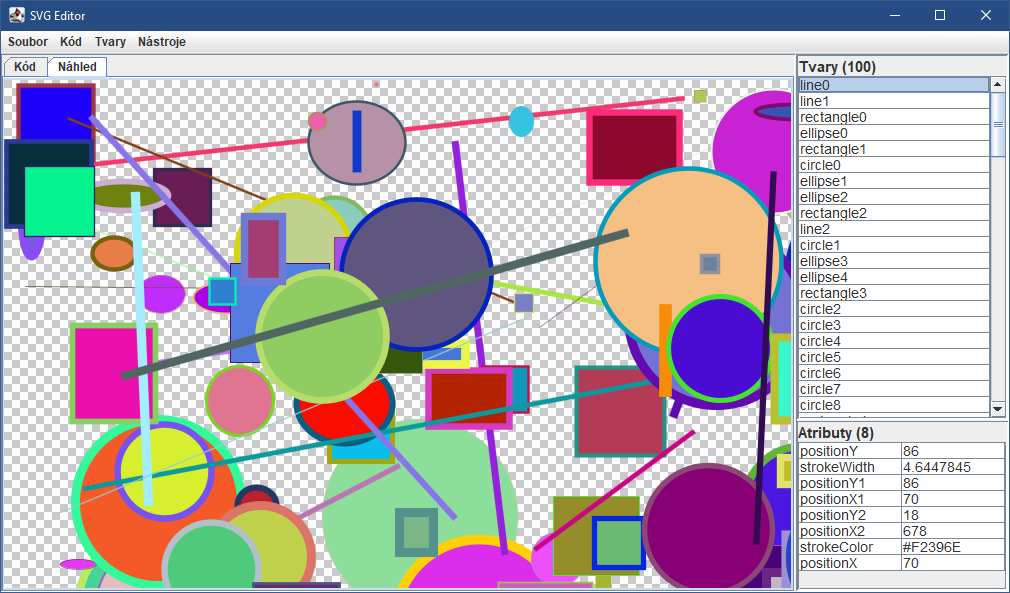 SVG Editor
Soubor Kód Tvary Nástroje
Kód Náhled
Tvary (100)
line0
line1
rectangle0
ellipse0
rectangle1
circle0
ellipse1
ellipse2
rectangle2
line2
circle1
ellipse3
ellipse4
rectangle3
circle2
circle3
circle4
circle5
circle6
circle7
circle8
Atributy (8)
positionY 86
strokeWidth 4.6447845
positionY1 86
positionX1 70
positionY2 18
positionX2 678
strokeColor #F2396E
positionX 70